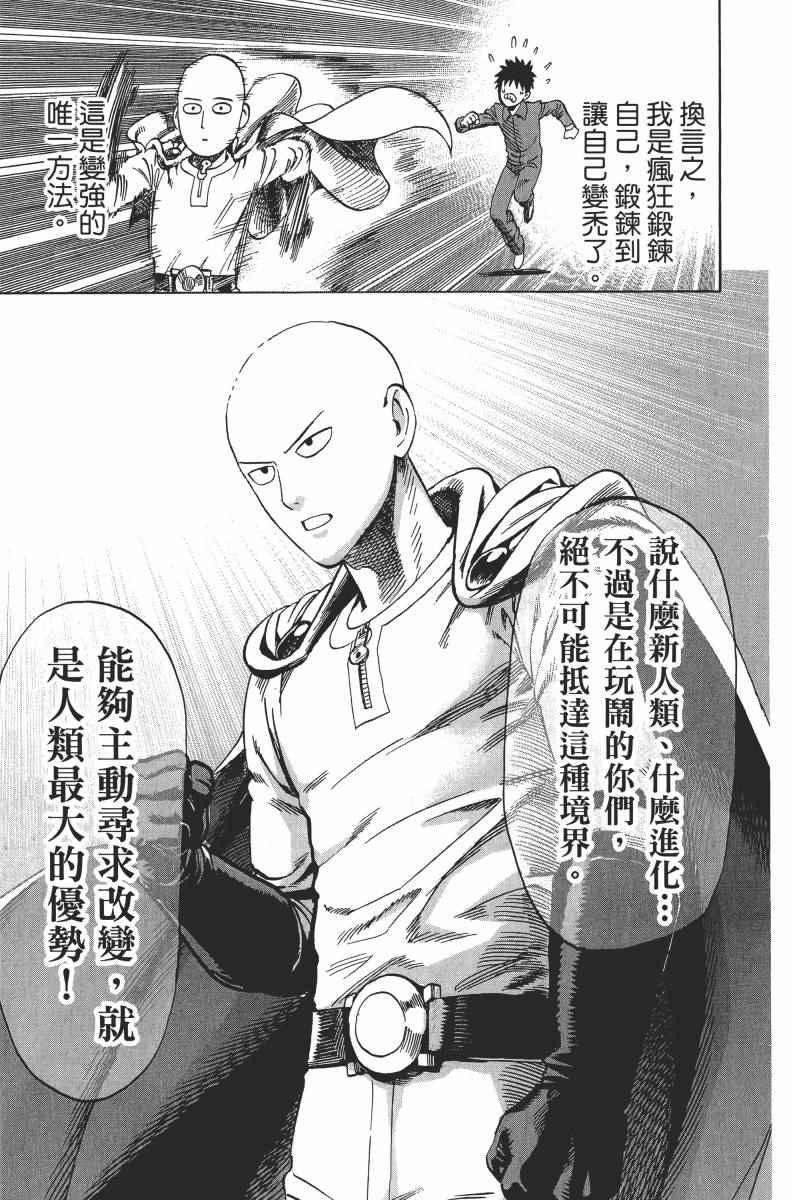 換言之，
我是瘋狂鍛鍊
自己，鍛鍊到
讓自己變禿了。
這是變強的
唯一方法。
說什麼新人類、什麼進化…
不過是在玩鬧的你們，
絕不可能抵達這種境界。
能夠主動尋求改變，就
是人類最大的優勢！